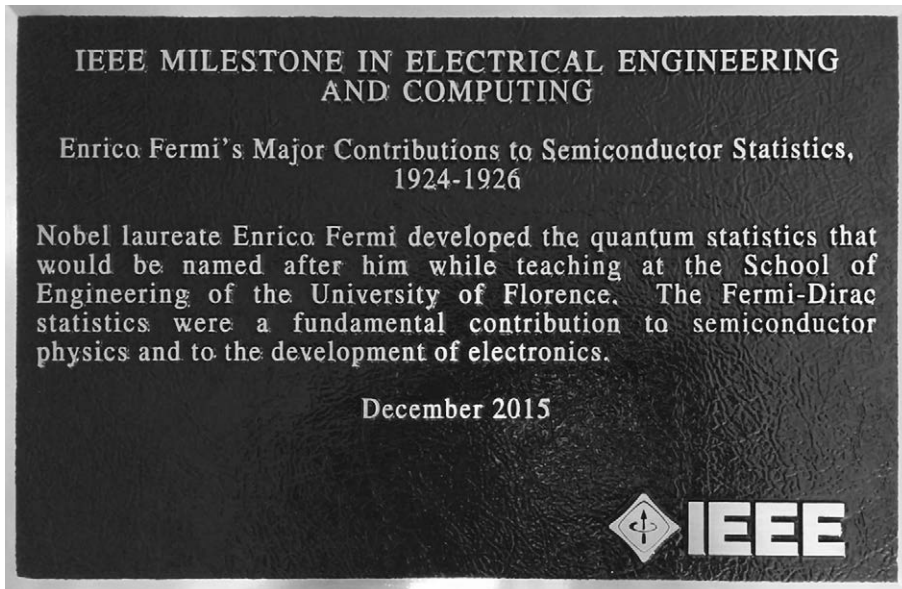 IEEE MILESTONE IN ELECTRICAL ENGINEERING
AND COMPUTING
Enrico Fermi's Major Contributions to Semiconductor Statistics,
1924-1926
Nobel laureate Enrico Fermi developed the quantum statistics that
would be named after him while teaching at the School of
Engineering of the University of Florence. The Fermi-Dirac
statistics were a fundamental contribution to semiconductor
physics and to the development of electronics.
December 2015
IEEE